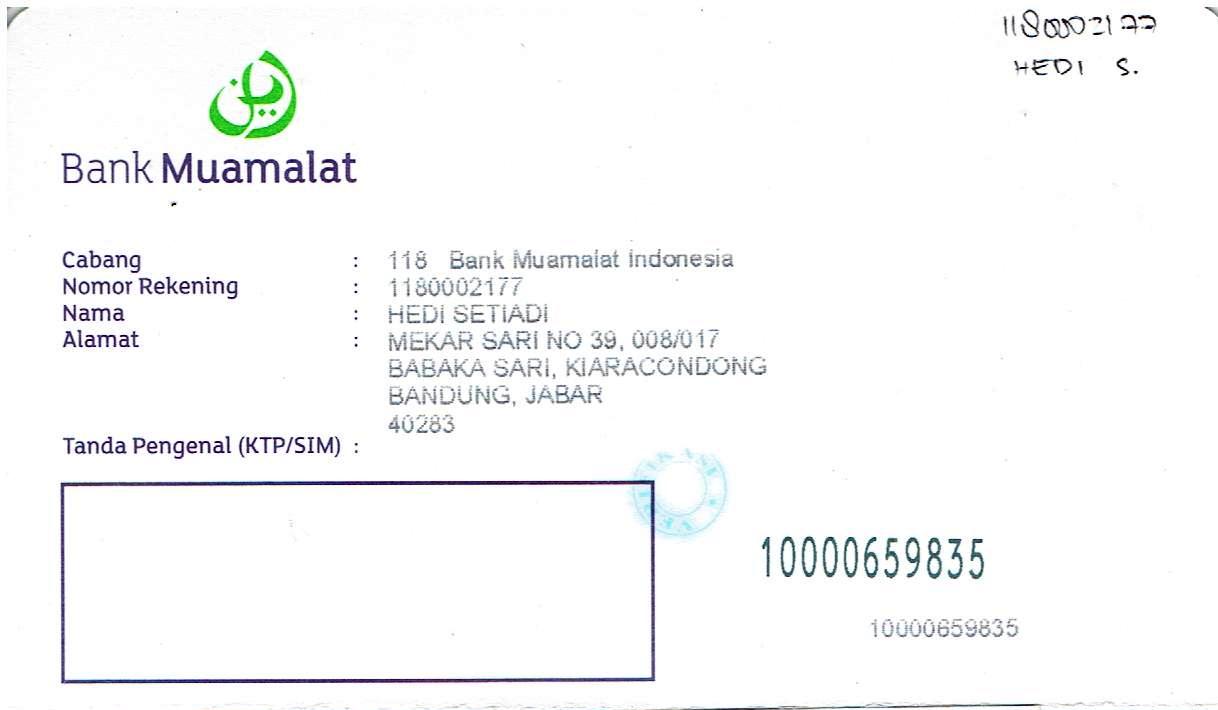 1180002177
HEDI S.
Bank Muamalat
Cabang : 118 Bank Muamalat Indonesia
Nomor Rekening : 1180002177
Nama : HEDI SETIADI
Alamat : MEKAR SARI NO 39, 008/017
BABAKA SARI, KIARACONDONG
BANDUNG, JABAR
40283
Tanda Pengenal (KTP/SIM) :
VERIFIKASI
10000659835
10000659835